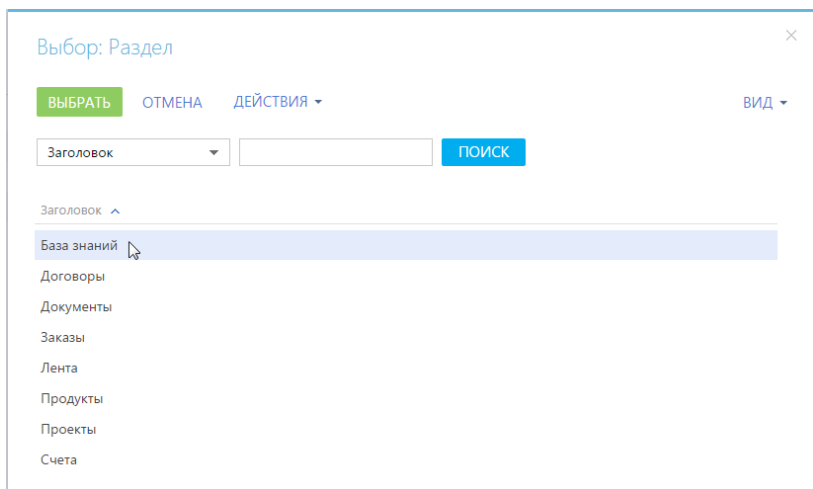 Выбор: Раздел
ВЫБРАТЬ ОТМЕНА ДЕЙСТВИЯ ВИД
Заголовок ПОИСК
Заголовок
База знаний
Договоры
Документы
Заказы
Лента
Продукты
Проекты
Счета